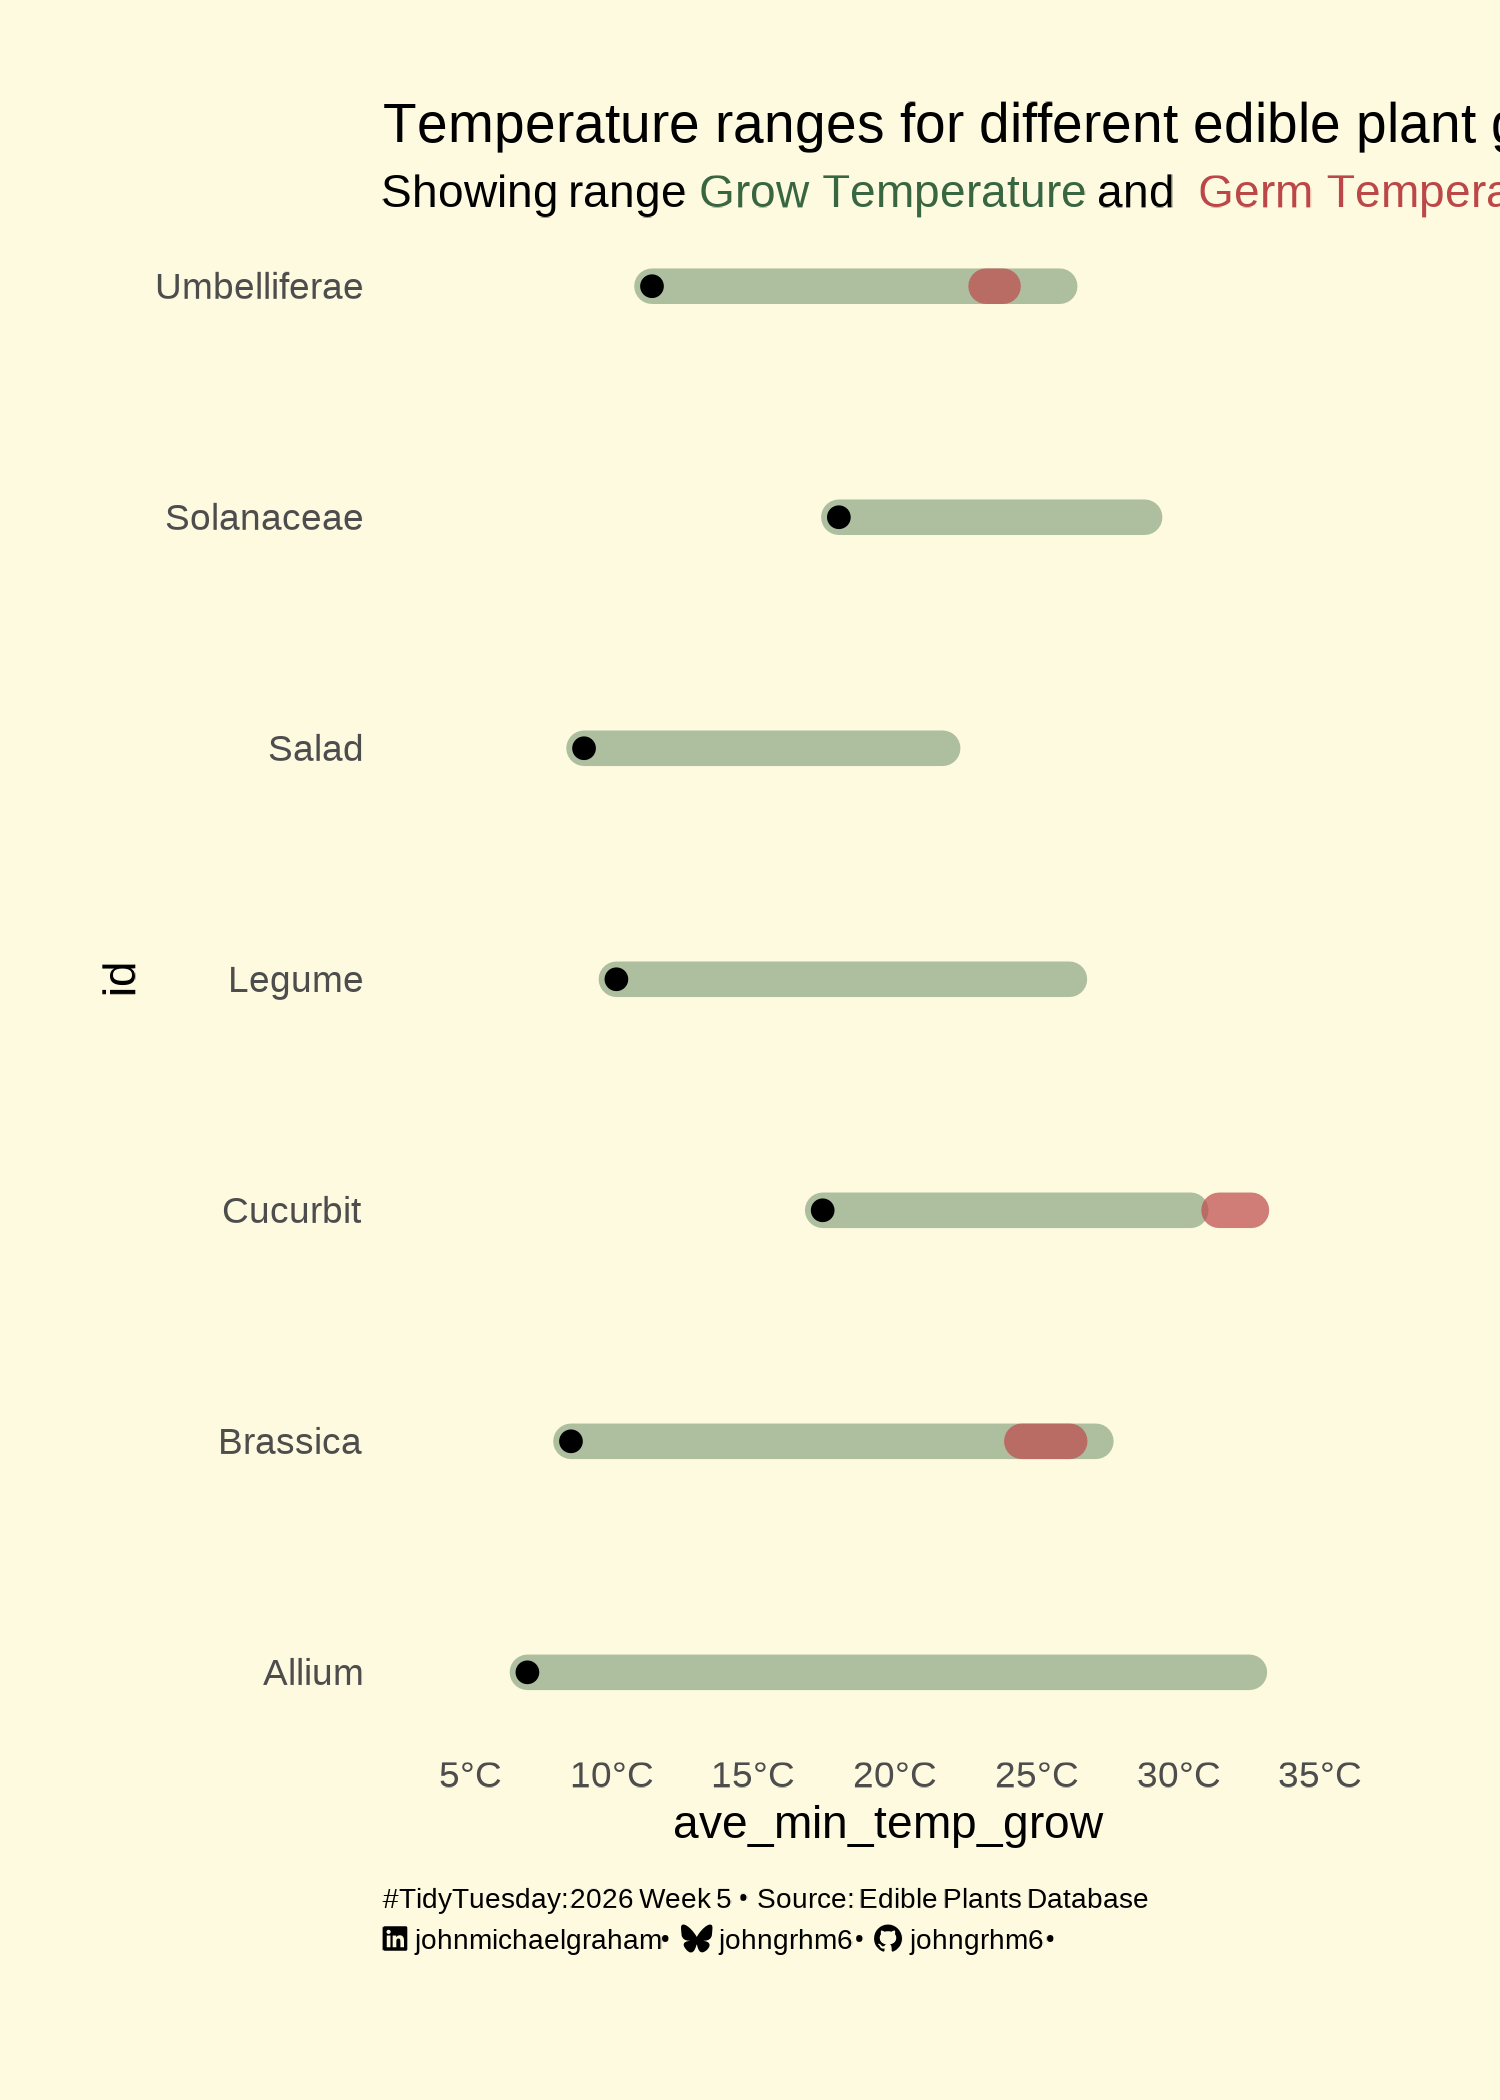 Temperature ranges for different edible plant
Showing range Grow Temperature and Germ
Umbelliferae
Solanaceae
Salad
Legume
id
Cucurbit
Brassica
Allium
5°C 10°C 15°C 20°C 25°C 30°C 35°C
ave_min_temp_grow
#TidyTuesday:2026 Week 5 • Source: Edible Plants Database
johnmichaelgraham• johngrhm6• johngrhm6•